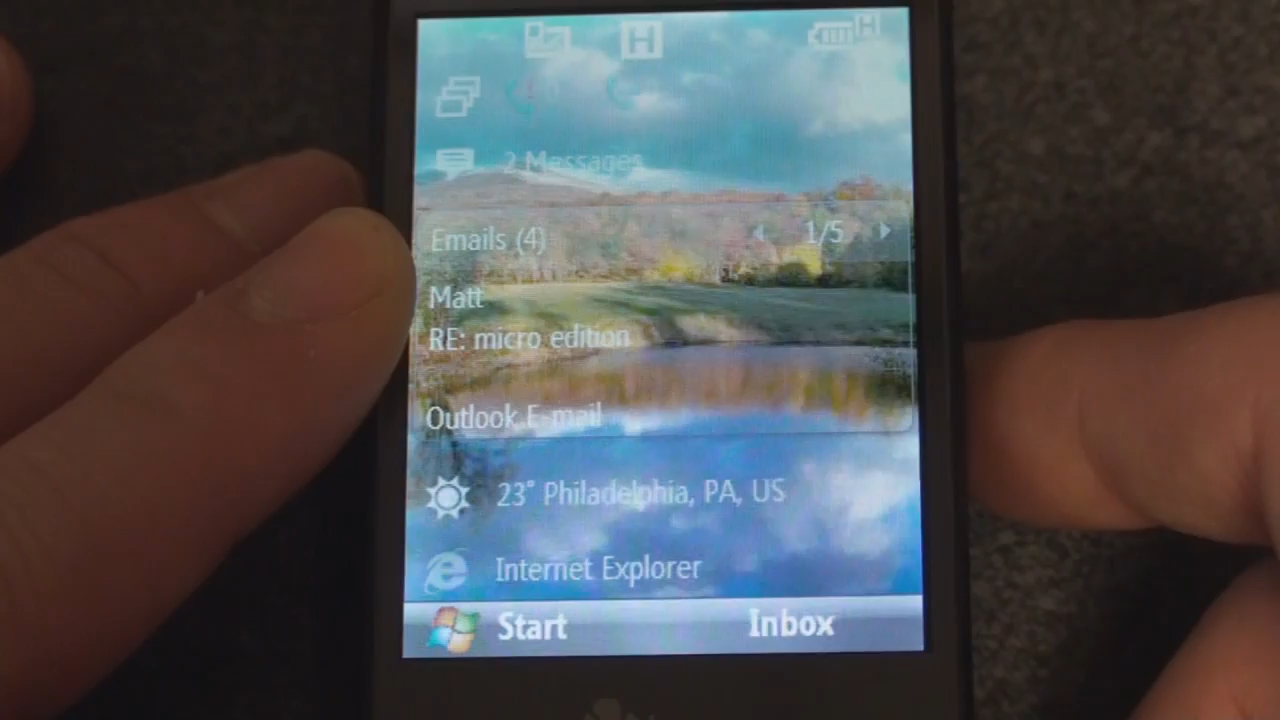 H
H
2 Messages
Emails (4)
1/5
Matt
RE: micro edition
Outlook E-mail
23° Philadelphia, PA, US
Internet Explorer
Start
Inbox